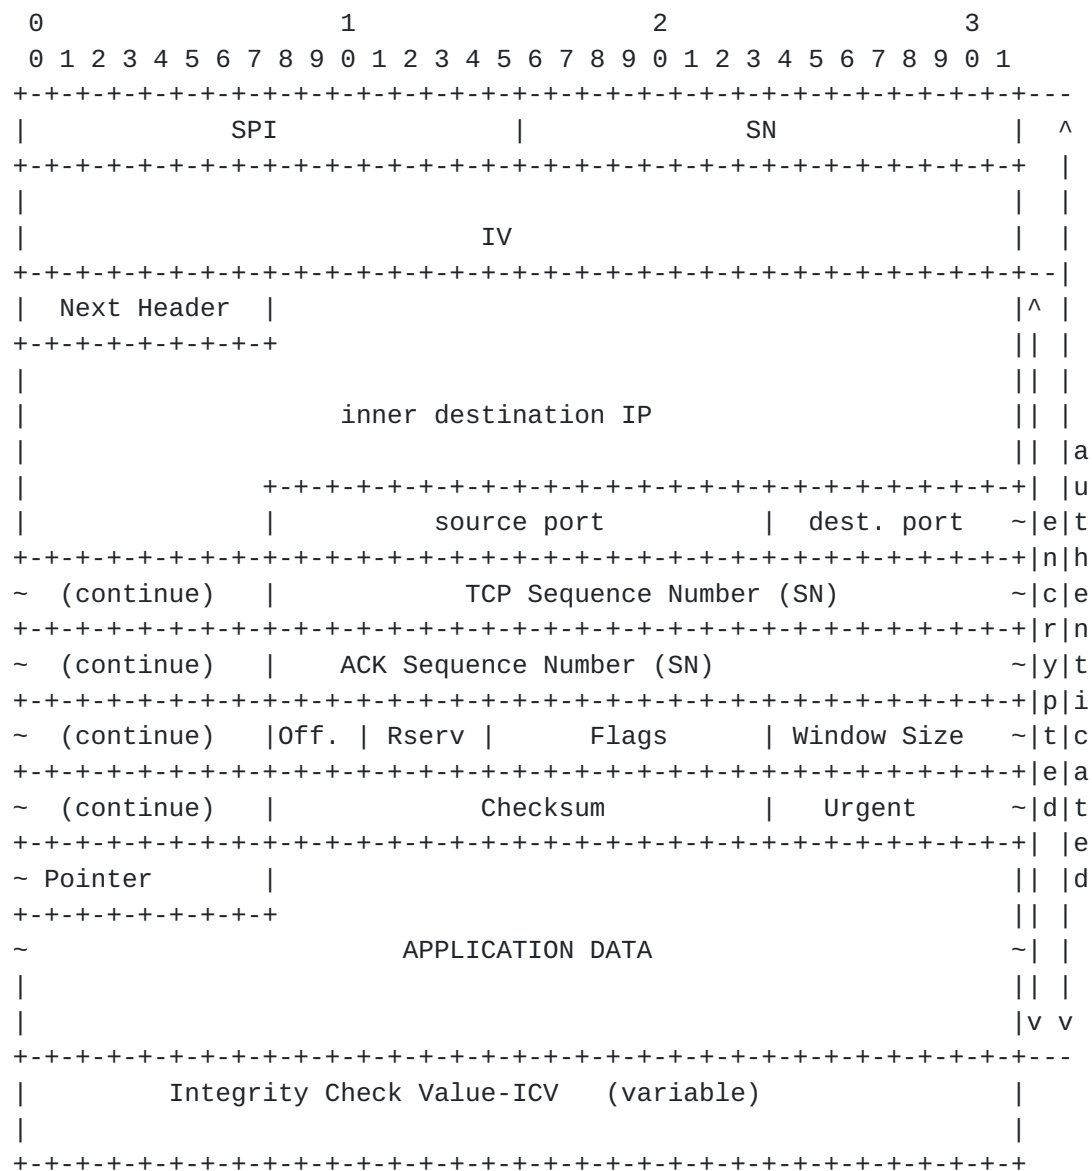 0                   1                   2                   3
 0 1 2 3 4 5 6 7 8 9 0 1 2 3 4 5 6 7 8 9 0 1 2 3 4 5 6 7 8 9 0 1
+-+-+-+-+-+-+-+-+-+-+-+-+-+-+-+-+-+-+-+-+-+-+-+-+-+-+-+-+-+-+-+-+---
|             SPI               |              SN               |  ^
+-+-+-+-+-+-+-+-+-+-+-+-+-+-+-+-+-+-+-+-+-+-+-+-+-+-+-+-+-+-+-+-+  |
|                                                               |  |
|                             IV                                |  |
+-+-+-+-+-+-+-+-+-+-+-+-+-+-+-+-+-+-+-+-+-+-+-+-+-+-+-+-+-+-+-+-+--|
|  Next Header  |                                               |^ |
+-+-+-+-+-+-+-+-+                                               || |
|                                                               || |
|                    inner destination IP                       || |
|                                                               || |a
|               +-+-+-+-+-+-+-+-+-+-+-+-+-+-+-+-+-+-+-+-+-+-+-+-+| |u
|               |          source port          |  dest. port   ~|e|t
+-+-+-+-+-+-+-+-+-+-+-+-+-+-+-+-+-+-+-+-+-+-+-+-+-+-+-+-+-+-+-+-+|n|h
~  (continue)   |            TCP Sequence Number (SN)           ~|c|e
+-+-+-+-+-+-+-+-+-+-+-+-+-+-+-+-+-+-+-+-+-+-+-+-+-+-+-+-+-+-+-+-+|r|n
~  (continue)   |    ACK Sequence Number (SN)                   ~|y|t
+-+-+-+-+-+-+-+-+-+-+-+-+-+-+-+-+-+-+-+-+-+-+-+-+-+-+-+-+-+-+-+-+|p|i
~  (continue)   |Off. | Rserv |      Flags      | Window Size   ~|t|c
+-+-+-+-+-+-+-+-+-+-+-+-+-+-+-+-+-+-+-+-+-+-+-+-+-+-+-+-+-+-+-+-+|e|a
~  (continue)   |             Checksum          |   Urgent      ~|d|t
+-+-+-+-+-+-+-+-+-+-+-+-+-+-+-+-+-+-+-+-+-+-+-+-+-+-+-+-+-+-+-+-+| |e
~ Pointer       |                                               || |d
+-+-+-+-+-+-+-+-+                                               || |
~                        APPLICATION DATA                       ~| |
|                                                               || |
|                                                               |v v
+-+-+-+-+-+-+-+-+-+-+-+-+-+-+-+-+-+-+-+-+-+-+-+-+-+-+-+-+-+-+-+-+---
|         Integrity Check Value-ICV   (variable)                |
|                                                               |
+-+-+-+-+-+-+-+-+-+-+-+-+-+-+-+-+-+-+-+-+-+-+-+-+-+-+-+-+-+-+-+-+